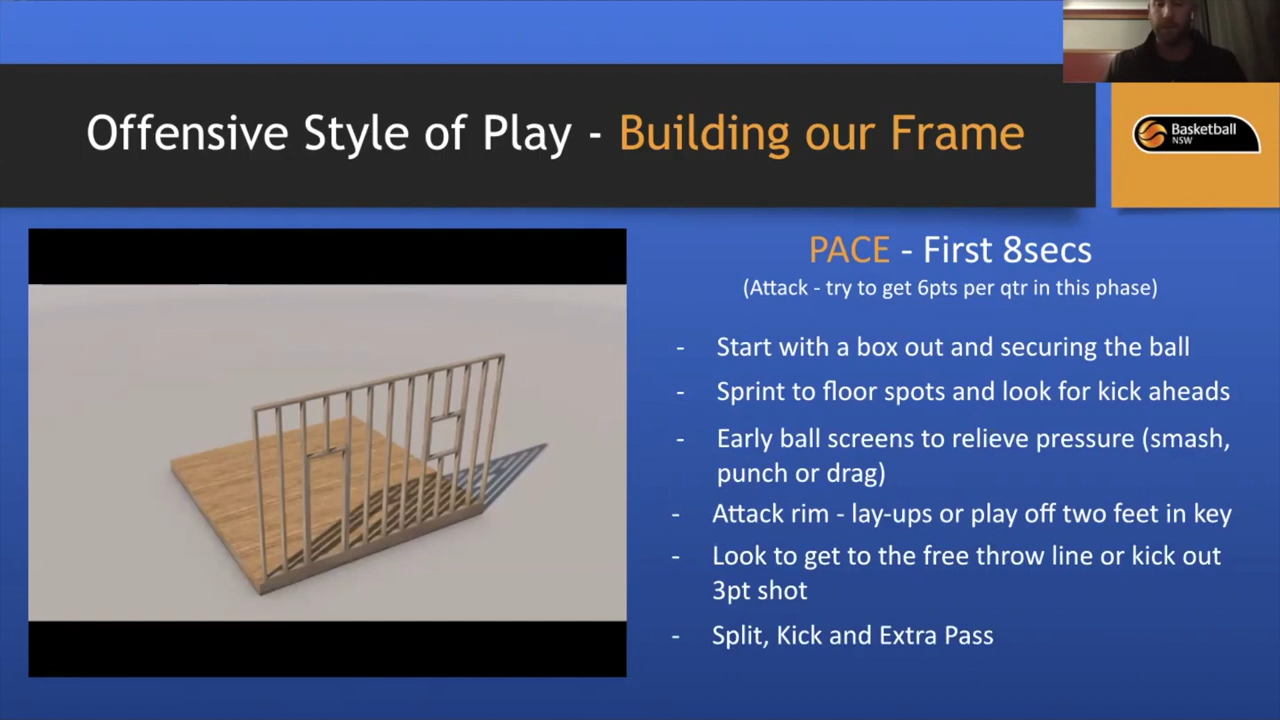 Offensive Style of Play - Building our Frame
Basketball
NSW
PACE - First 8secs
(Attack - try to get 6pts per qtr in this phase)
- Start with a box out and securing the ball
- Sprint to floor spots and look for kick aheads
- Early ball screens to relieve pressure (smash,
punch or drag)
- Attack rim - lay-ups or play off two feet in key
- Look to get to the free throw line or kick out
3pt shot
- Split, Kick and Extra Pass